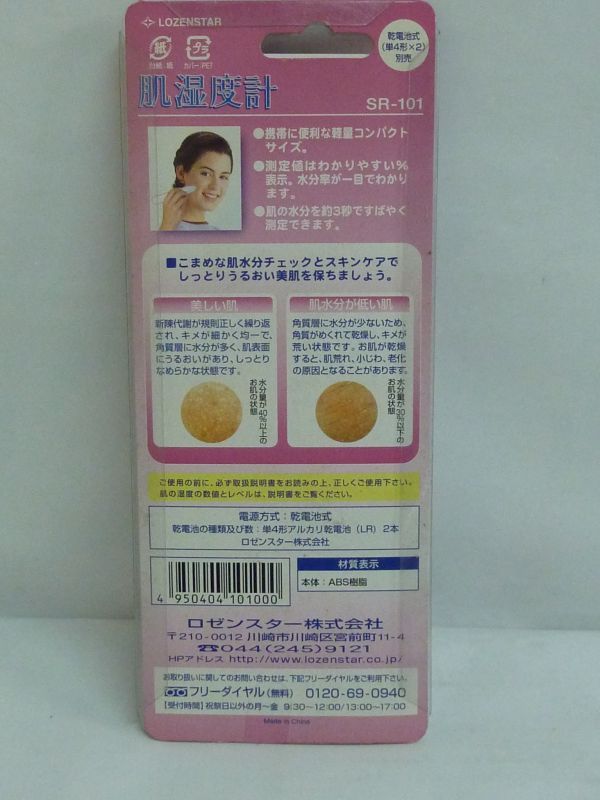 LOZENSTAR
紙
台紙:紙
プラ
カバー:PET
乾電池式
(単4形×2)
別売
肌湿度計
SR-101
●携帯に便利な軽量コンパクト
サイズ。
●測定値はわかりやすい%
表示。水分率が一目でわかり
ます。
●肌の水分を約3秒ですばやく
測定できます。
■こまめな肌水分チェックとスキンケアで
しっとりうるおい美肌を保ちましょう。
美しい肌
新陳代謝が規則正しく繰り返
され、キメが細かく均一で、
角質層に水分が多く、肌表面
にうるおいがあり、しっとり
なめらかな状態です。
水分量が40%以上の
お肌の状態
肌水分が低い肌
角質層に水分が少ないため、
角質がめくれて乾燥し、キメが
荒い状態です。お肌が乾燥
すると、肌荒れ、小じわ、老化
の原因となることがあります。
水分量が30%以下の
お肌の状態
ご使用の前に、必ず取扱説明書をお読みの上、正しくご使用下さい。
肌の湿度の数値とレベルは、説明書をご覧ください。
電源方式:乾電池式
乾電池の種類及び数:単4形アルカリ乾電池(LR)2本
ロゼンスター株式会社
4 950404 101000
材質表示
本体:ABS樹脂
ロゼンスター株式会社
〒210-0012 川崎市川崎区宮前町11-4
☎044(245)9121
HPアドレス http://www.lozenstar.co.jp/
お取り扱いに関してのお問い合わせは、下記フリーダイヤルをご利用下さい。
フリーダイヤル(無料) 0120-69-0940
【受付時間】祝祭日以外の月~金 9:30~12:00/13:00~17:00
Made in China